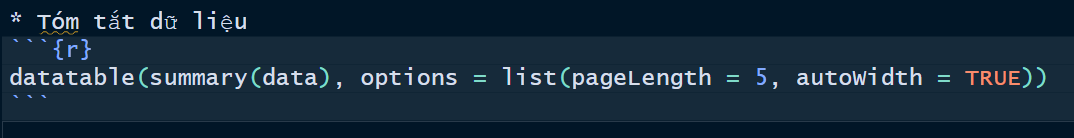 * Tóm tắt dữ liệu
```{r}
datatable(summary(data), options = list(pageLength = 5, autoWidth = TRUE))
```